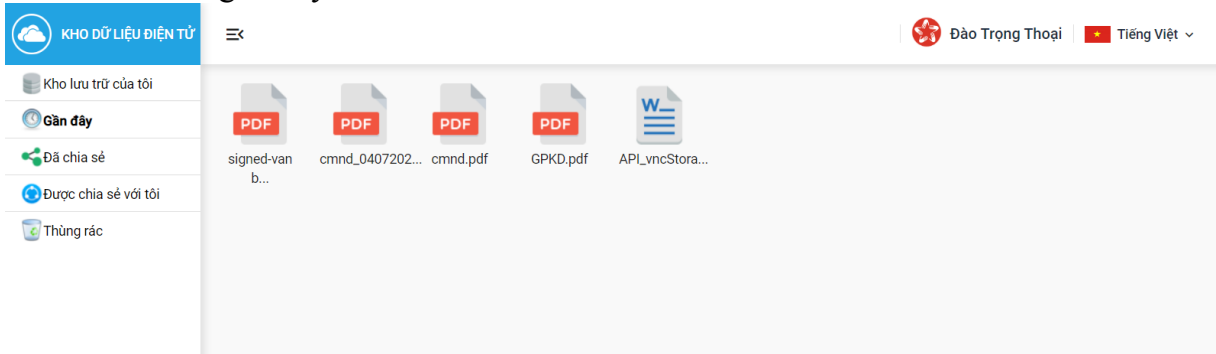 KHO DỮ LIỆU ĐIỆN TỬ
Đào Trọng Thoại
Tiếng Việt
Kho lưu trữ của tôi
Gần đây
Đã chia sẻ
Được chia sẻ với tôi
Thùng rác
PDF
PDF
PDF
PDF
W
signed-van
b...
cmnd_0407202...
cmnd.pdf
GPKD.pdf
API_vncStora...